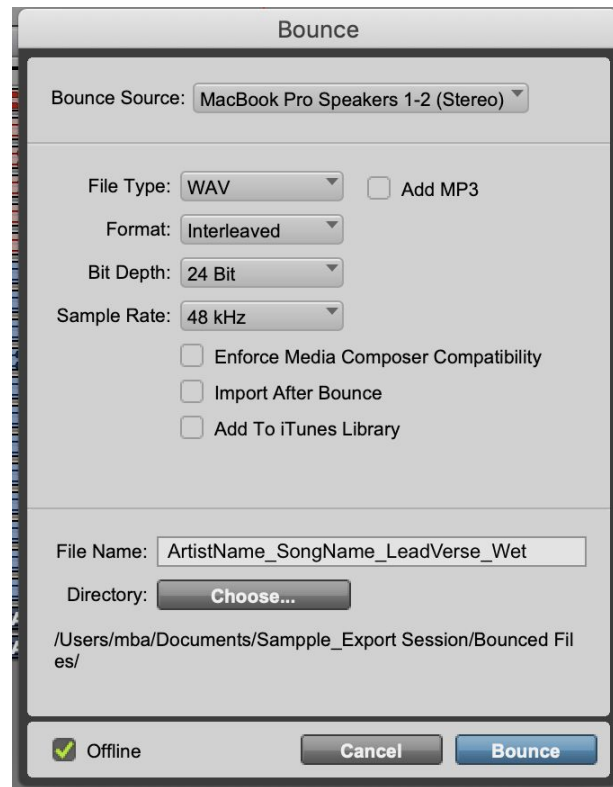 Bounce
Bounce Source: MacBook Pro Speakers 1-2 (Stereo)
File Type: WAV Add MP3
Format: Interleaved
Bit Depth: 24 Bit
Sample Rate: 48 kHz
Enforce Media Composer Compatibility
Import After Bounce
Add To iTunes Library
File Name: ArtistName_SongName_LeadVerse_Wet
Directory: Choose...
/Users/mba/Documents/Sampple_Export Session/Bounced Fil
es/
Offline Cancel Bounce